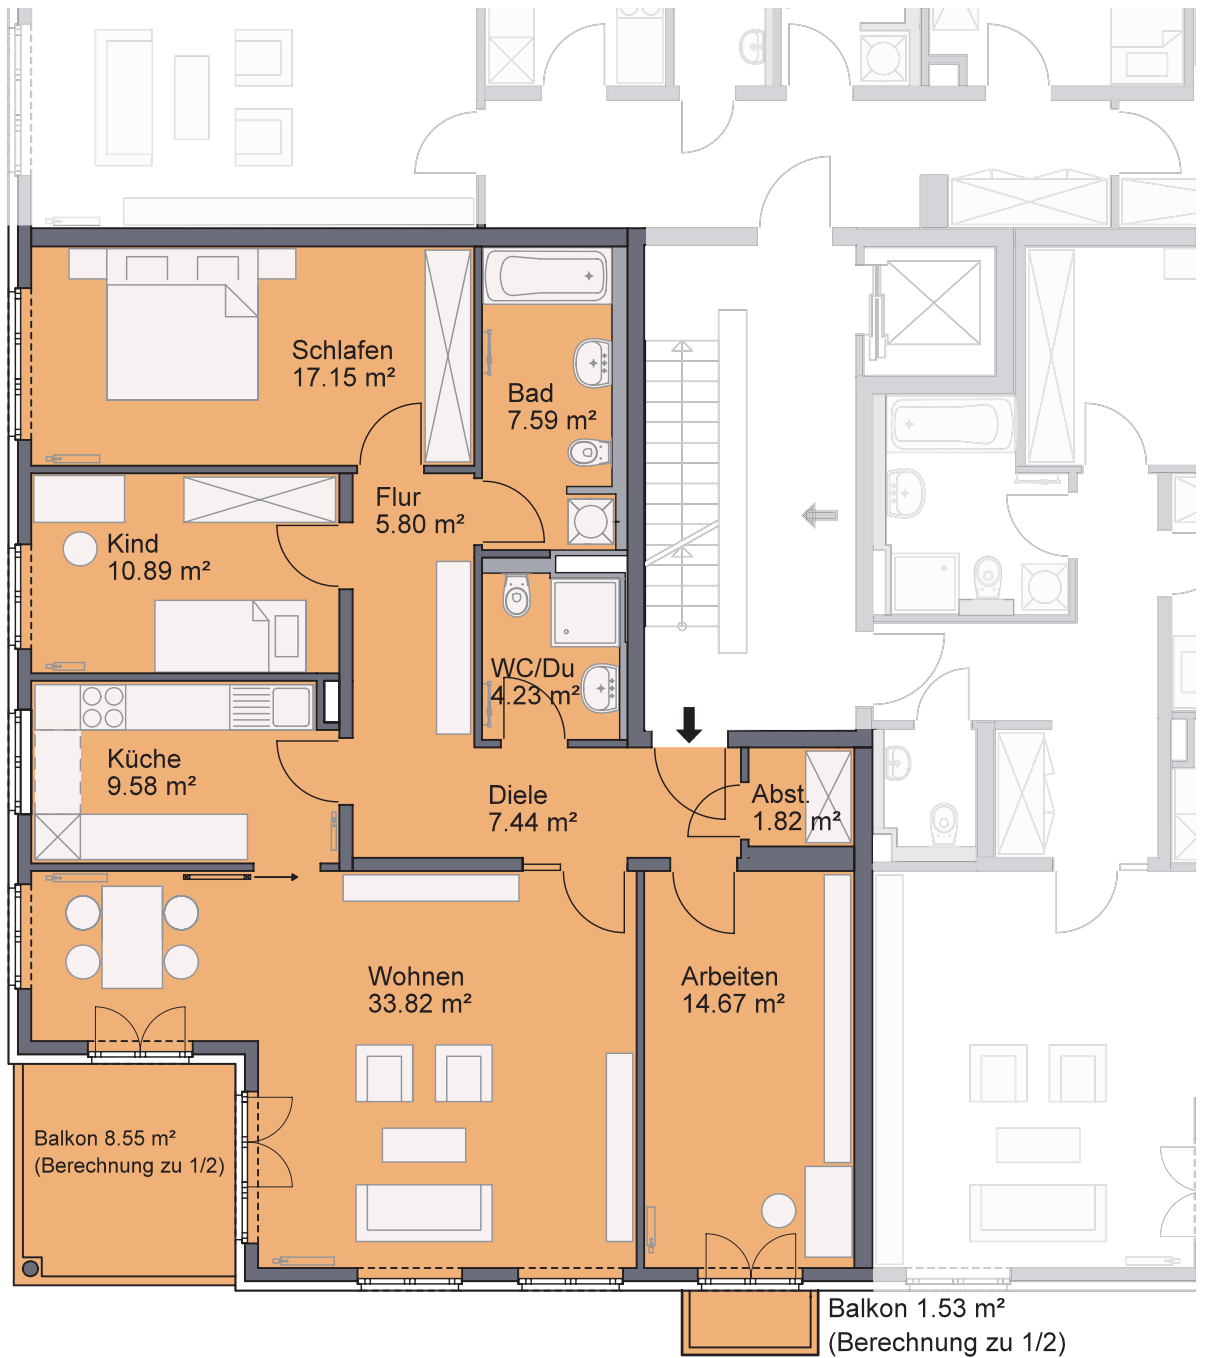 Schlafen
17.15 m²
Bad
7.59 m²
Flur
5.80 m²
Kind
10.89 m²
WC/Du
4.23 m²
Küche
9.58 m²
Diele
7.44 m²
Abst.
1.82 m²
Wohnen
33.82 m²
Arbeiten
14.67 m²
Balkon 8.55 m²
(Berechnung zu 1/2)
Balkon 1.53 m²
(Berechnung zu 1/2)